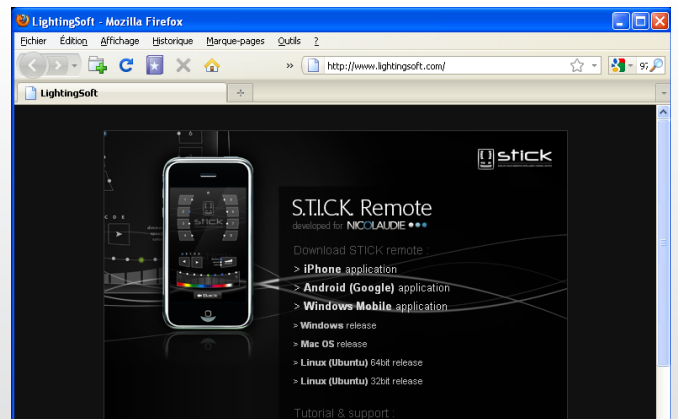 LightingSoft - Mozilla Firefox
Fichier Édition Affichage Historique Marque-pages Outils ?
» http://www.lightingsoft.com/
LightingSoft
stick
S.T.I.C.K. Remote
developed for NICOLAUDIE
Download STICK remote :
> iPhone application
> Android (Google) application
> Windows Mobile application
> Windows release
> Mac OS release
> Linux (Ubuntu) 64bit release
> Linux (Ubuntu) 32bit release
Tutorial & support :
stick